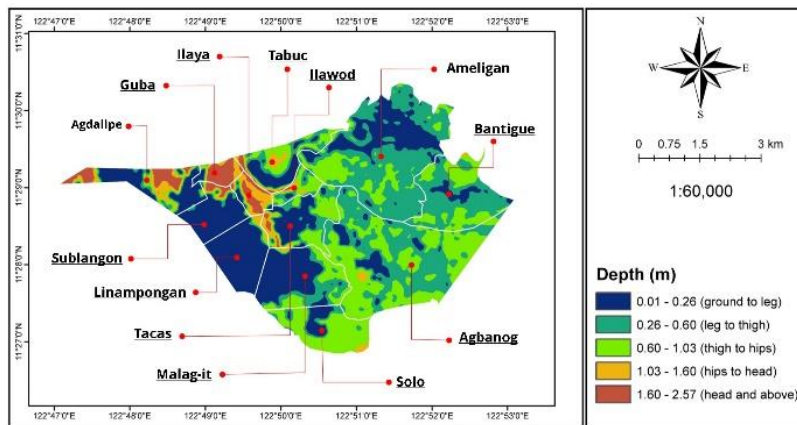 122°47'0"E 122°48'0"E 122°49'0"E 122°50'0"E 122°51'0"E 122°52'0"E 122°53'0"E
11°31'0"N
11°30'0"N
11°29'0"N
11°28'0"N
11°27'0"N
Ilaya
Tabuc
Ilawod
Ameligan
Guba
Bantigue
Agdalipe
Sublangon
Linampongan
Tacas
Malag-it
Solo
Agbanog
122°47'0"E 122°48'0"E 122°49'0"E 122°50'0"E 122°51'0"E 122°52'0"E 122°53'0"E
N
W E
S
0 0.75 1.5 3 km
1:60,000
Depth (m)
0.01 - 0.26 (ground to leg)
0.26 - 0.60 (leg to thigh)
0.60 - 1.03 (thigh to hips)
1.03 - 1.60 (hips to head)
1.60 - 2.57 (head and above)